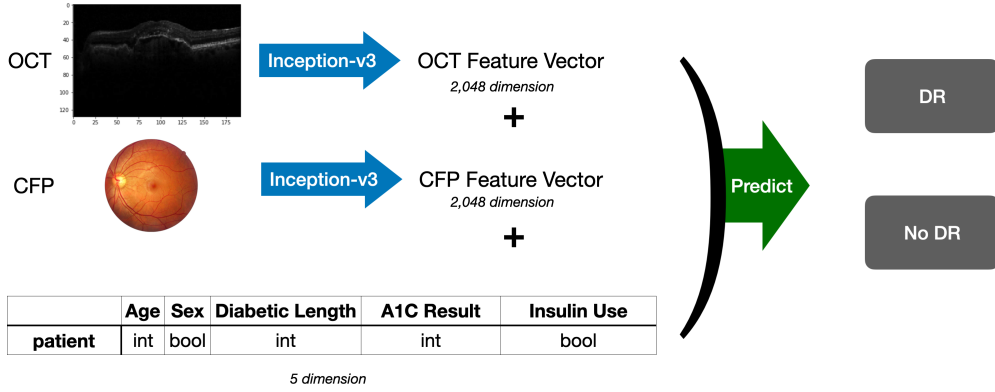 OCT
0
20
40
60
80
100
120
0 25 50 75 100 125 150 175
Inception-v3
OCT Feature Vector
2,048 dimension
+
CFP
Inception-v3
CFP Feature Vector
2,048 dimension
+
Predict
DR
No DR
Age Sex Diabetic Length A1C Result Insulin Use
patient int bool int int bool
5 dimension